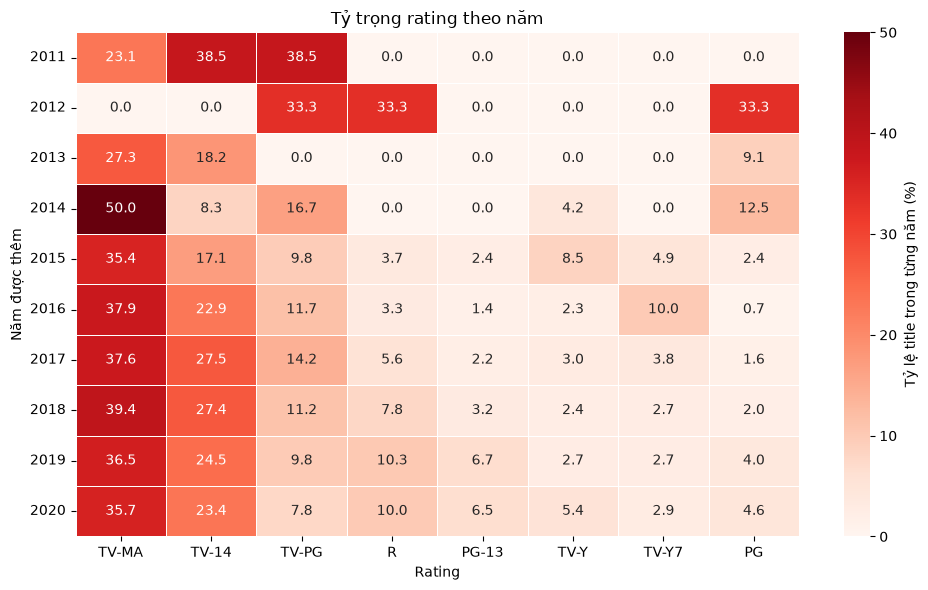 Tỷ trọng rating theo năm
Năm được thêm
2011 23.1 38.5 38.5 0.0 0.0 0.0 0.0 0.0
2012 0.0 0.0 33.3 33.3 0.0 0.0 0.0 33.3
2013 27.3 18.2 0.0 0.0 0.0 0.0 0.0 9.1
2014 50.0 8.3 16.7 0.0 0.0 4.2 0.0 12.5
2015 35.4 17.1 9.8 3.7 2.4 8.5 4.9 2.4
2016 37.9 22.9 11.7 3.3 1.4 2.3 10.0 0.7
2017 37.6 27.5 14.2 5.6 2.2 3.0 3.8 1.6
2018 39.4 27.4 11.2 7.8 3.2 2.4 2.7 2.0
2019 36.5 24.5 9.8 10.3 6.7 2.7 2.7 4.0
2020 35.7 23.4 7.8 10.0 6.5 5.4 2.9 4.6
TV-MA TV-14 TV-PG R PG-13 TV-Y TV-Y7 PG
Rating
50
40
30
20
10
0
Tỷ lệ title trong từng năm (%)